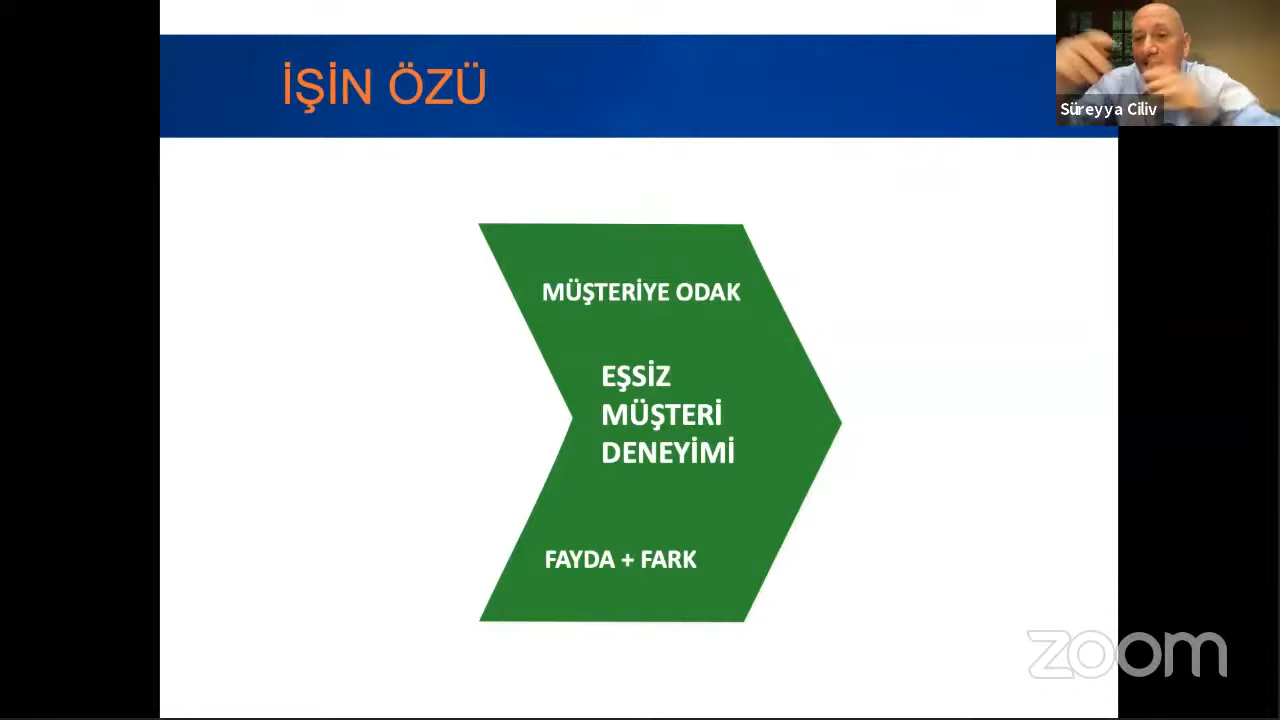 İŞİN ÖZÜ
Süreyya Ciliv
MÜŞTERİYE ODAK
EŞSİZ
MÜŞTERİ
DENEYİMİ
FAYDA + FARK
zoom